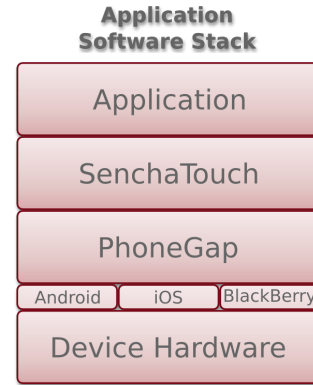 Application
Software Stack
Application
SenchaTouch
PhoneGap
Android iOS BlackBerry
Device Hardware